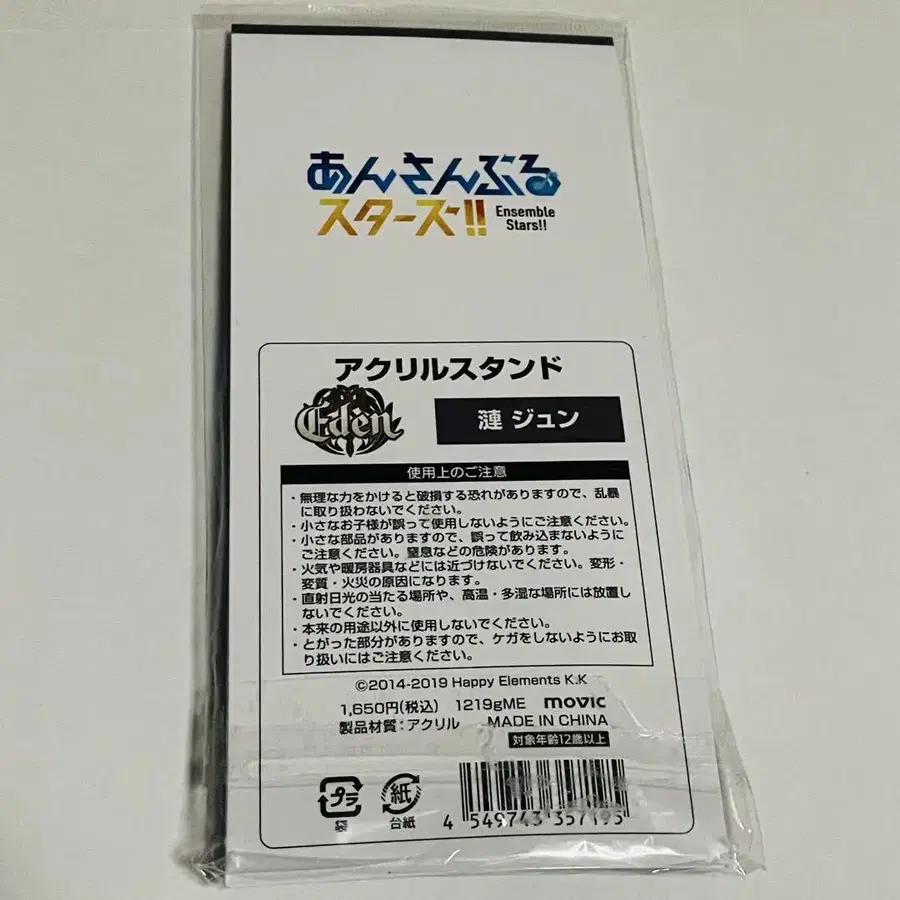 あんさんぶる
スターズ!!
Ensemble
Stars!!
アクリルスタンド
Eden
漣 ジュン
使用上のご注意
・無理な力をかけると破損する恐れがありますので、乱暴
に取り扱わないでください。
・小さなお子様が誤って使用しないようにご注意ください。
・小さな部品がありますので、誤って飲み込まないように
ご注意ください。窒息などの危険があります。
・火気や暖房器具などには近づけないでください。変形・
変質・火災の原因になります。
・直射日光の当たる場所や、高温・多湿な場所には放置し
ないでください。
・本来の用途以外に使用しないでください。
・とがった部分がありますので、ケガをしないようにお取
り扱いにはご注意ください。
©2014-2019 Happy Elements K.K
1,650円(税込) 1219gME movic
製品材質：アクリル MADE IN CHINA
対象年齢12歳以上
プラ
袋
紙
台紙
4 549743 357195